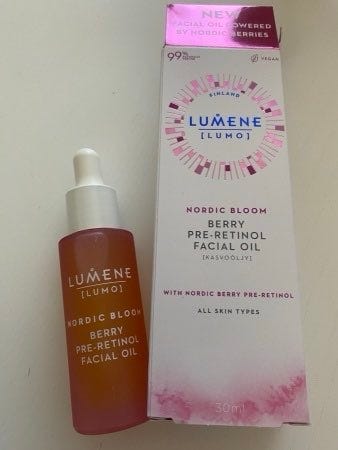 NEW
FACIAL OIL POWERED
BY NORDIC BERRIES
99%
VEGAN
FINLAND
LUMENE
[LUMO]
NORDIC BLOOM
BERRY
PRE-RETINOL
FACIAL OIL
[KASVOÖLJY]
WITH NORDIC BERRY PRE-RETINOL
ALL SKIN TYPES
30ml
LUMENE
[LUMO]
NORDIC BLOOM
BERRY
PRE-RETINOL
FACIAL OIL